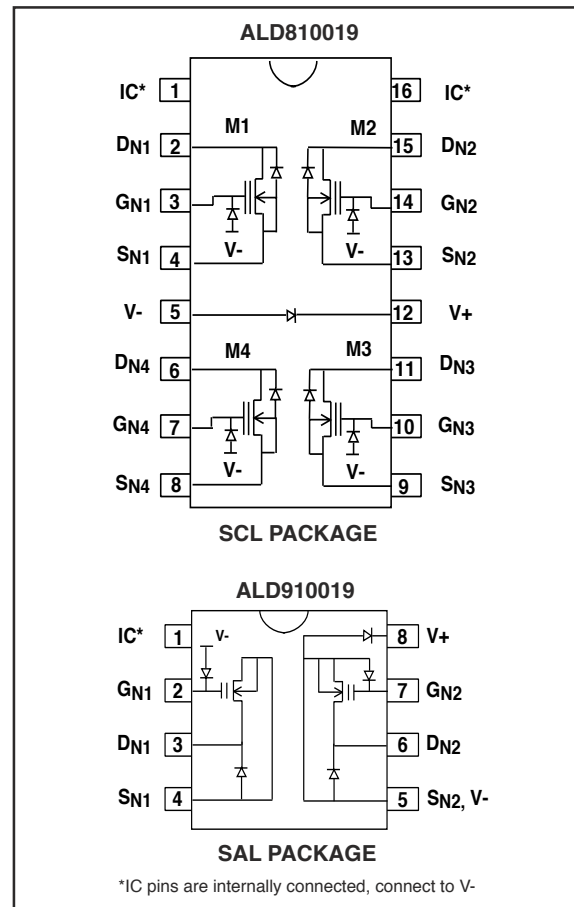 ALD810019
IC* 1 16 IC*
M1 M2
DN1 2 15 DN2
GN1 3 14 GN2
V- V-
SN1 4 13 SN2
V- 5 12 V+
M4 M3
DN4 6 11 DN3
GN4 7 10 GN3
V- V-
SN4 8 9 SN3
SCL PACKAGE
ALD910019
IC* 1 V- 8 V+
GN1 2 7 GN2
DN1 3 6 DN2
SN1 4 5 SN2, V-
SAL PACKAGE
*IC pins are internally connected, connect to V-